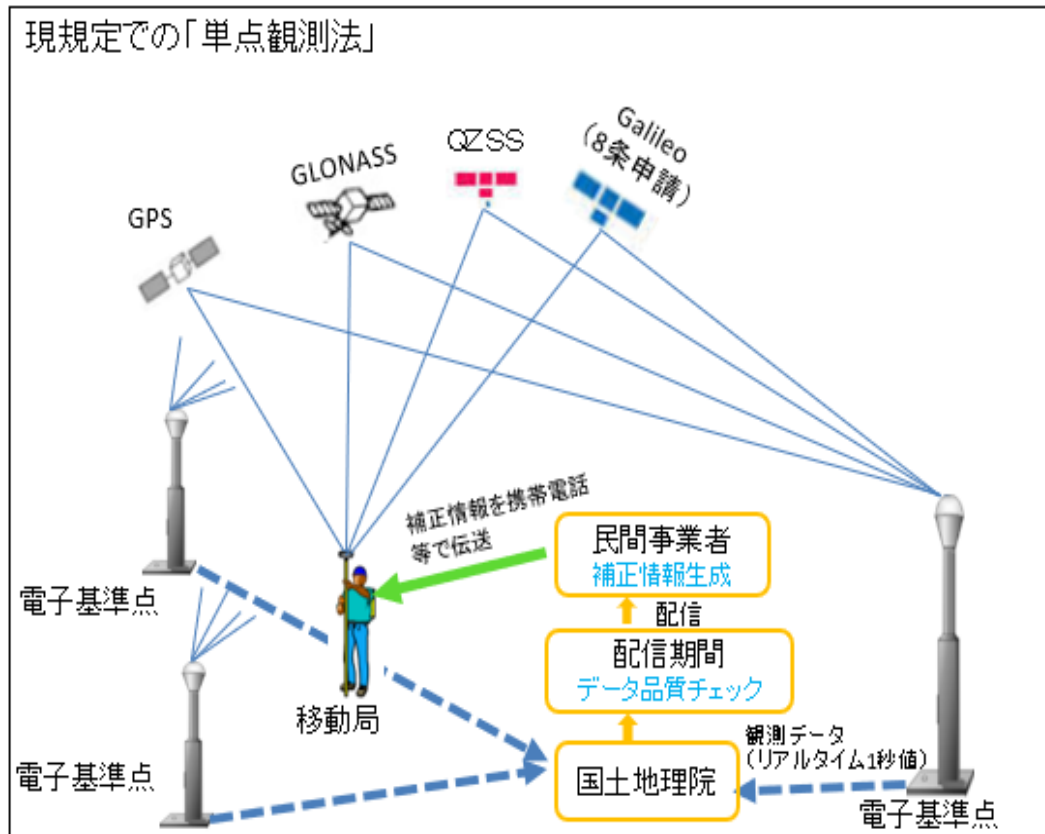 現規定での「単点観測法」
QZSS
Galileo
(8条申請)
GLONASS
GPS
補正情報を携帯電話
等で伝送
民間事業者
補正情報生成
電子基準点
配信
配信期間
データ品質チェック
移動局
観測データ
(リアルタイム1秒値)
電子基準点
国土地理院
電子基準点